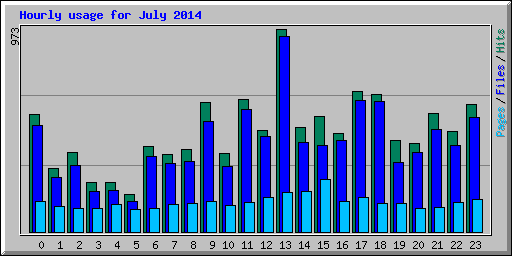 Hourly usage for July 2014
973
Pages/Files/Hits
0 1 2 3 4 5 6 7 8 9 10 11 12 13 14 15 16 17 18 19 20 21 22 23